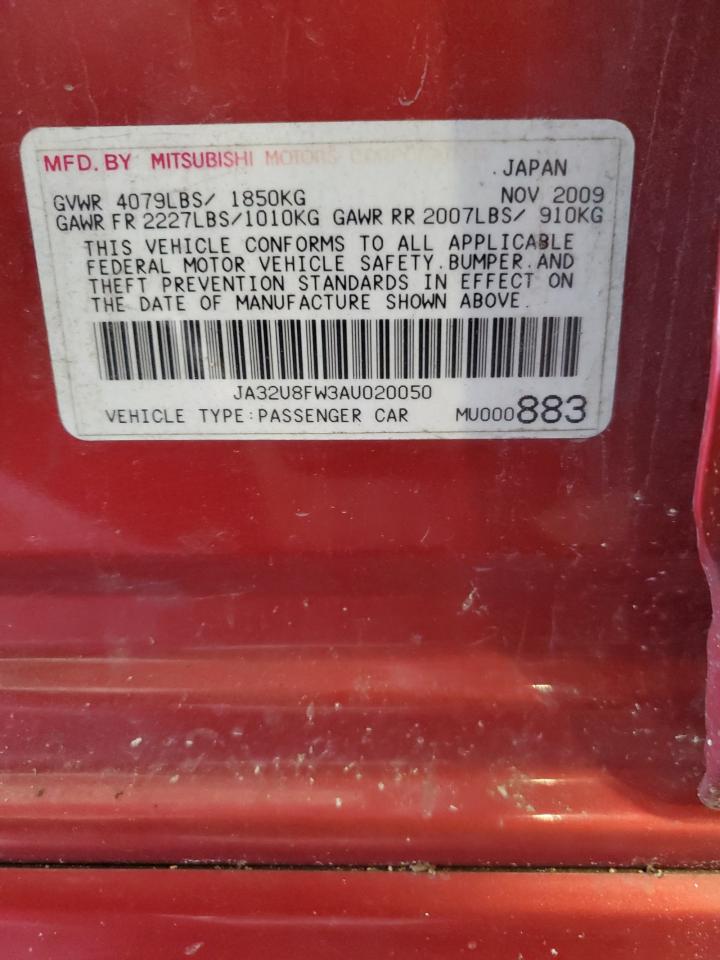 MFD. BY MITSUBISHI MOTORS CORPORATION
JAPAN
GVWR 4079LBS/ 1850KG NOV 2009
GAWR FR 2227LBS/1010KG GAWR RR 2007LBS/ 910KG
THIS VEHICLE CONFORMS TO ALL APPLICABLE
FEDERAL MOTOR VEHICLE SAFETY.BUMPER.AND
THEFT PREVENTION STANDARDS IN EFFECT ON
THE DATE OF MANUFACTURE SHOWN ABOVE.
JA32U8FW3AU020050
VEHICLE TYPE:PASSENGER CAR MU000883